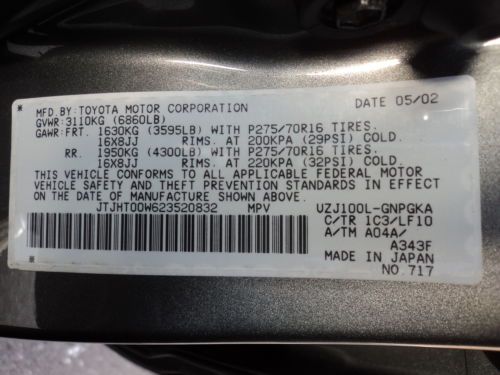 MFD.BY:TOYOTA MOTOR CORPORATION DATE 05/02
GVWR:3110KG (6860LB)
GAWR:FRT. 1630KG (3595LB) WITH P275/70R16 TIRES.
16X8JJ RIMS. AT 200KPA (29PSI) COLD.
RR. 1950KG (4300LB) WITH P275/70R16 TIRES.
16X8JJ RIMS. AT 220KPA (32PSI) COLD.
THIS VEHICLE CONFORMS TO ALL APPLICABLE FEDERAL MOTOR
VEHICLE SAFETY AND THEFT PREVENTION STANDARDS IN EFFECT
ON THE DATE OF MANUFACTURE SHOWN ABOVE.
JTJHT00W623520832 MPV UZJ100L-GNPGKA
C/TR 1C3/LF10
A/TM A04A/
A343F
MADE IN JAPAN
NO.717